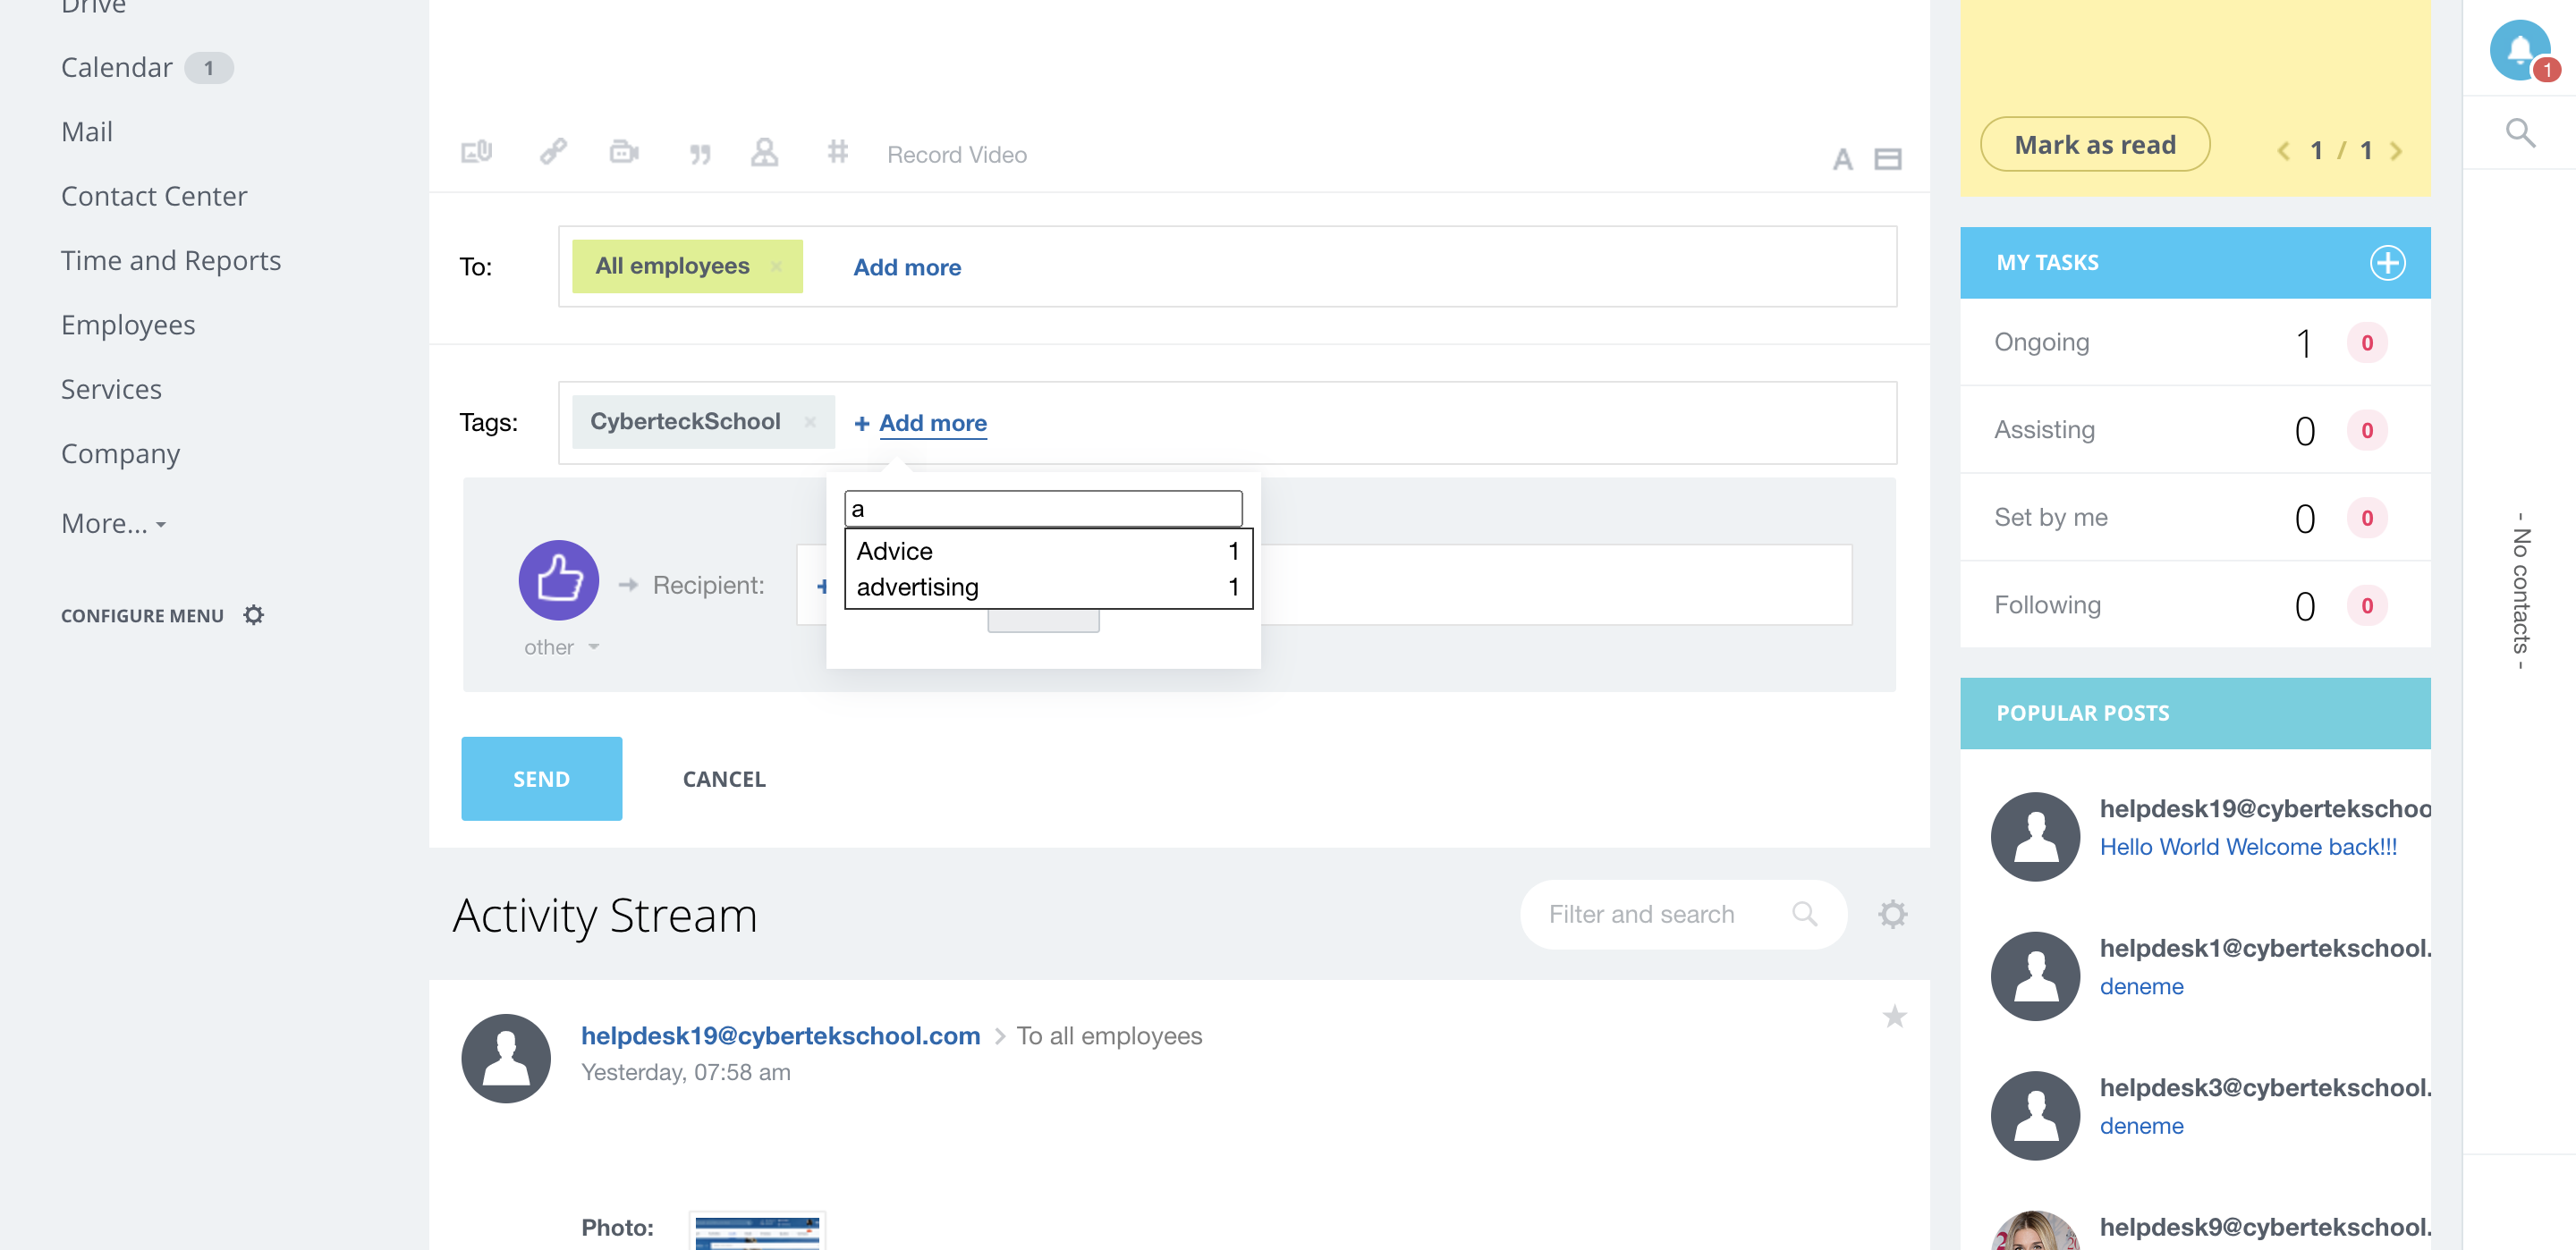 Drive
Calendar 1
Mail
Contact Center
Time and Reports
Employees
Services
Company
More...
CONFIGURE MENU
Record Video
A
To:
All employees ×
Add more
Tags:
CyberteckSchool ×
+ Add more
a
Advice 1
advertising 1
Recipient:
+
other
SEND
CANCEL
Activity Stream
Filter and search
helpdesk19@cybertekschool.com > To all employees
Yesterday, 07:58 am
Photo:
Mark as read
1 / 1
MY TASKS
Ongoing 1 0
Assisting 0 0
Set by me 0 0
Following 0 0
POPULAR POSTS
helpdesk19@cybertekschoo
Hello World Welcome back!!!
helpdesk1@cybertekschool.
deneme
helpdesk3@cybertekschool.
deneme
helpdesk9@cybertekschool.
1
- No contacts -